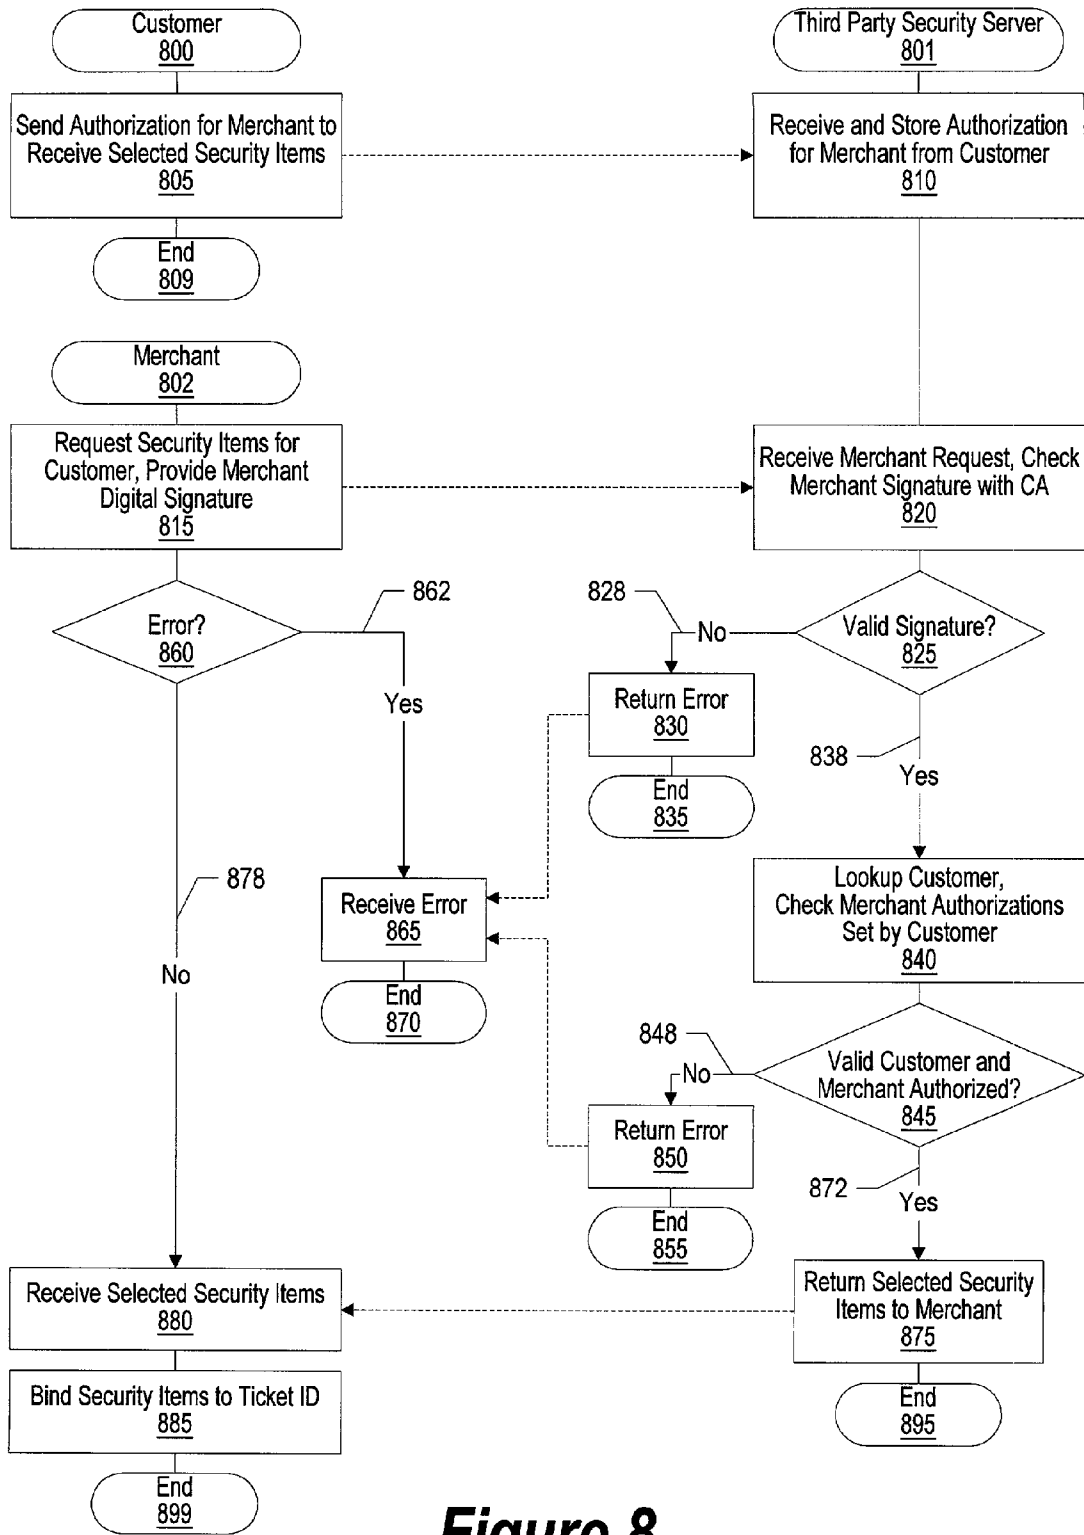 Customer
800
Third Party Security Server
801
Send Authorization for Merchant to
Receive Selected Security Items
805
Receive and Store Authorization
for Merchant from Customer
810
End
809
Merchant
802
Request Security Items for
Customer, Provide Merchant
Digital Signature
815
Receive Merchant Request, Check
Merchant Signature with CA
820
Error?
860
862
Yes
828
No
Valid Signature?
825
Return Error
830
End
835
838
Yes
878
No
Receive Error
865
End
870
Lookup Customer,
Check Merchant Authorizations
Set by Customer
840
848
No
Valid Customer and
Merchant Authorized?
845
Return Error
850
End
855
872
Yes
Receive Selected Security Items
880
Return Selected Security
Items to Merchant
875
Bind Security Items to Ticket ID
885
End
895
End
899
Figure 8